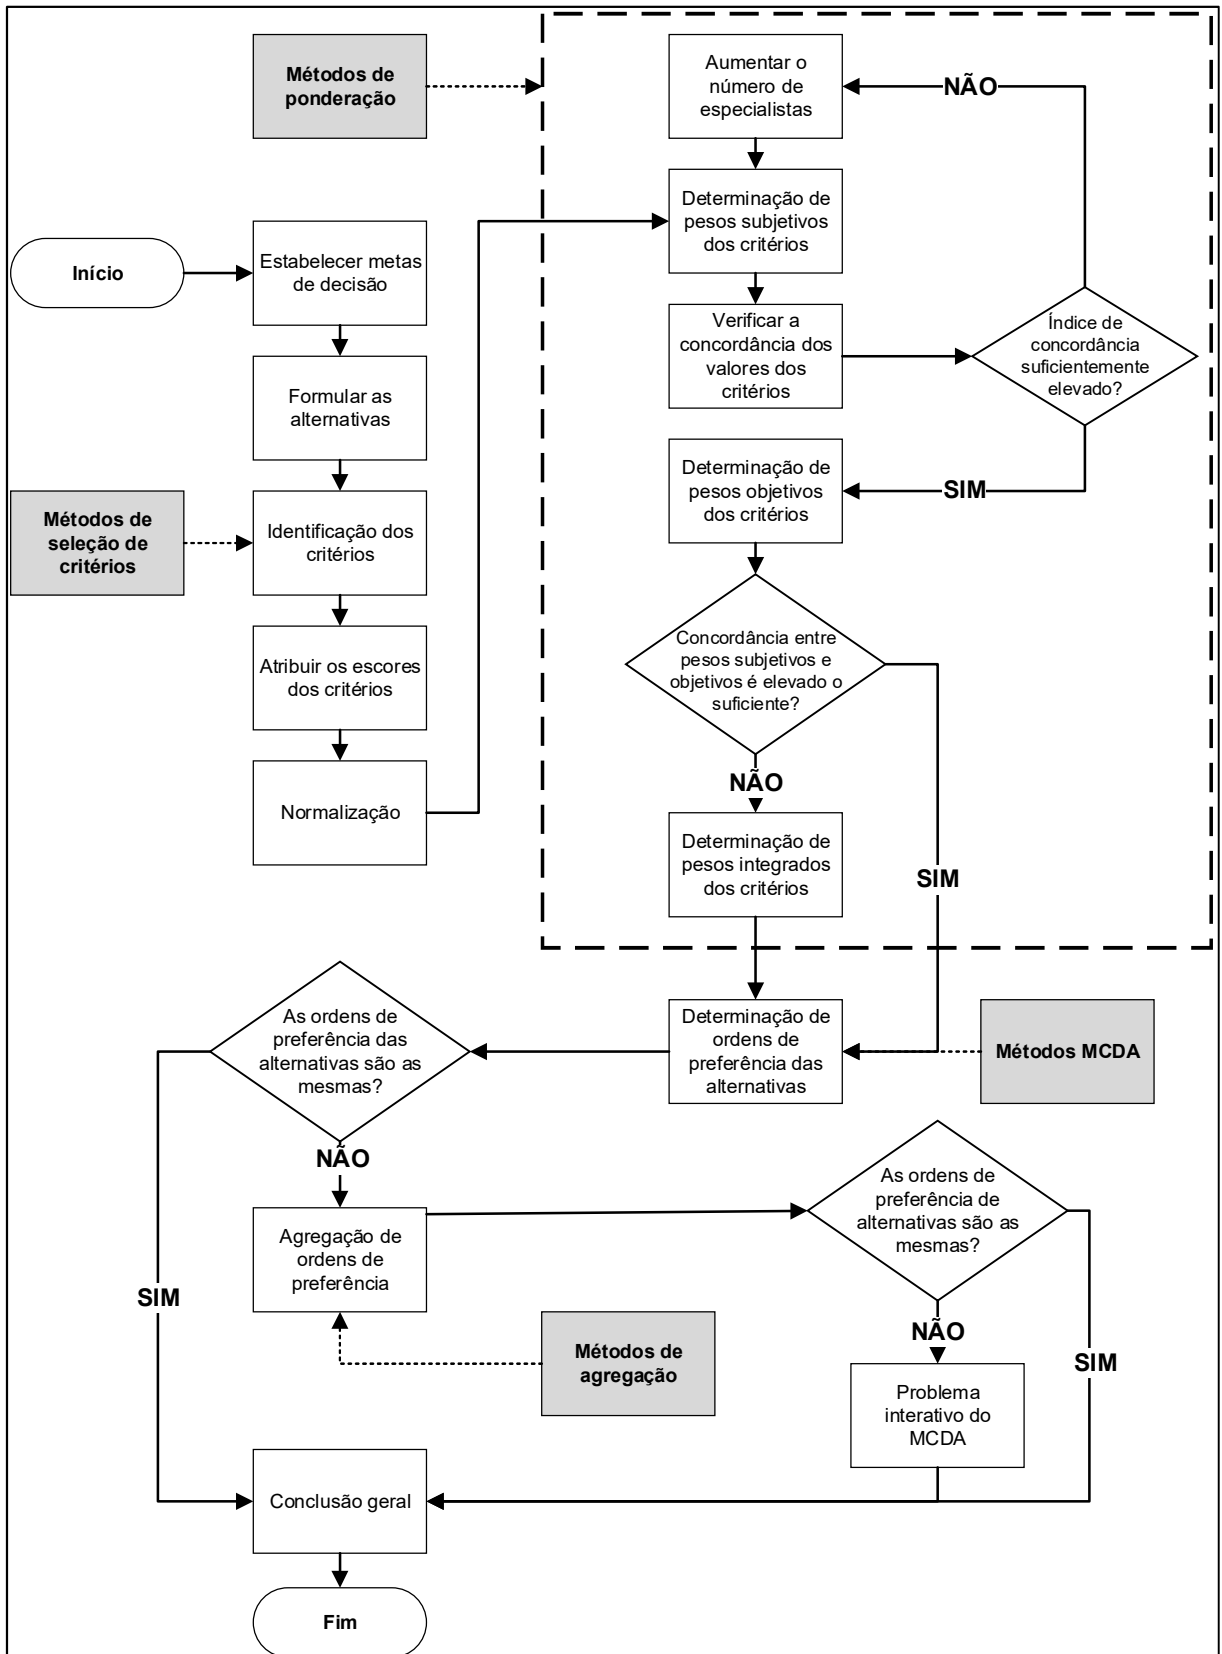 Métodos de
ponderação
Aumentar o
número de
especialistas
NÃO
Determinação de
pesos subjetivos
dos critérios
Início
Estabelecer metas
de decisão
Verificar a
concordância dos
valores dos
critérios
Índice de
concordância
suficientemente
elevado?
Formular as
alternativas
Determinação de
pesos objetivos
dos critérios
SIM
Métodos de
seleção de
critérios
Identificação dos
critérios
Atribuir os escores
dos critérios
Concordância entre
pesos subjetivos e
objetivos é elevado o
suficiente?
NÃO
Normalização
Determinação de
pesos integrados
dos critérios
SIM
As ordens de
preferência das
alternativas são as
mesmas?
Determinação de
ordens de
preferência das
alternativas
Métodos MCDA
NÃO
As ordens de
preferência de
alternativas são as
mesmas?
Agregação de
ordens de
preferência
SIM
NÃO
SIM
Métodos de
agregação
Problema
interativo do
MCDA
Conclusão geral
Fim